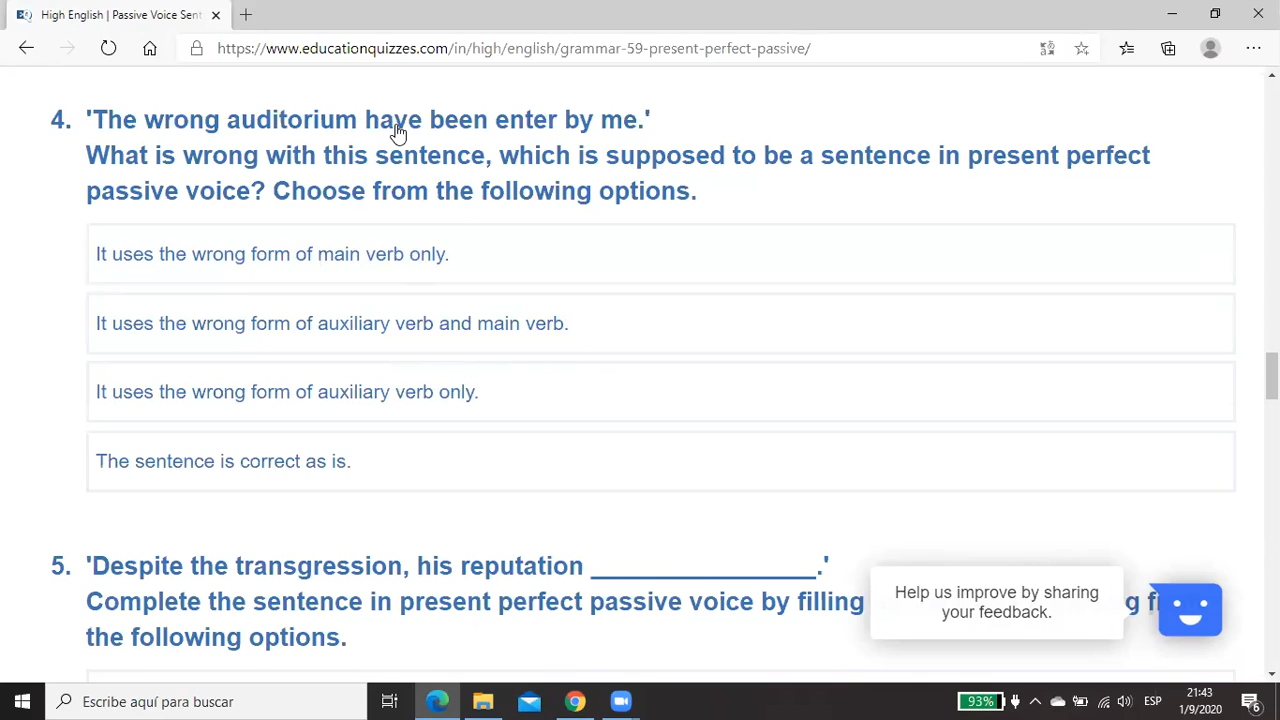 High English | Passive Voice Sent
https://www.educationquizzes.com/in/high/english/grammar-59-present-perfect-passive/
4. 'The wrong auditorium have been enter by me.'
What is wrong with this sentence, which is supposed to be a sentence in present perfect
passive voice? Choose from the following options.
It uses the wrong form of main verb only.
It uses the wrong form of auxiliary verb and main verb.
It uses the wrong form of auxiliary verb only.
The sentence is correct as is.
5. 'Despite the transgression, his reputation ________________.'
Complete the sentence in present perfect passive voice by filling
the following options.
Help us improve by sharing
your feedback.
Escribe aquí para buscar
93%
ESP
21:43
1/9/2020
6